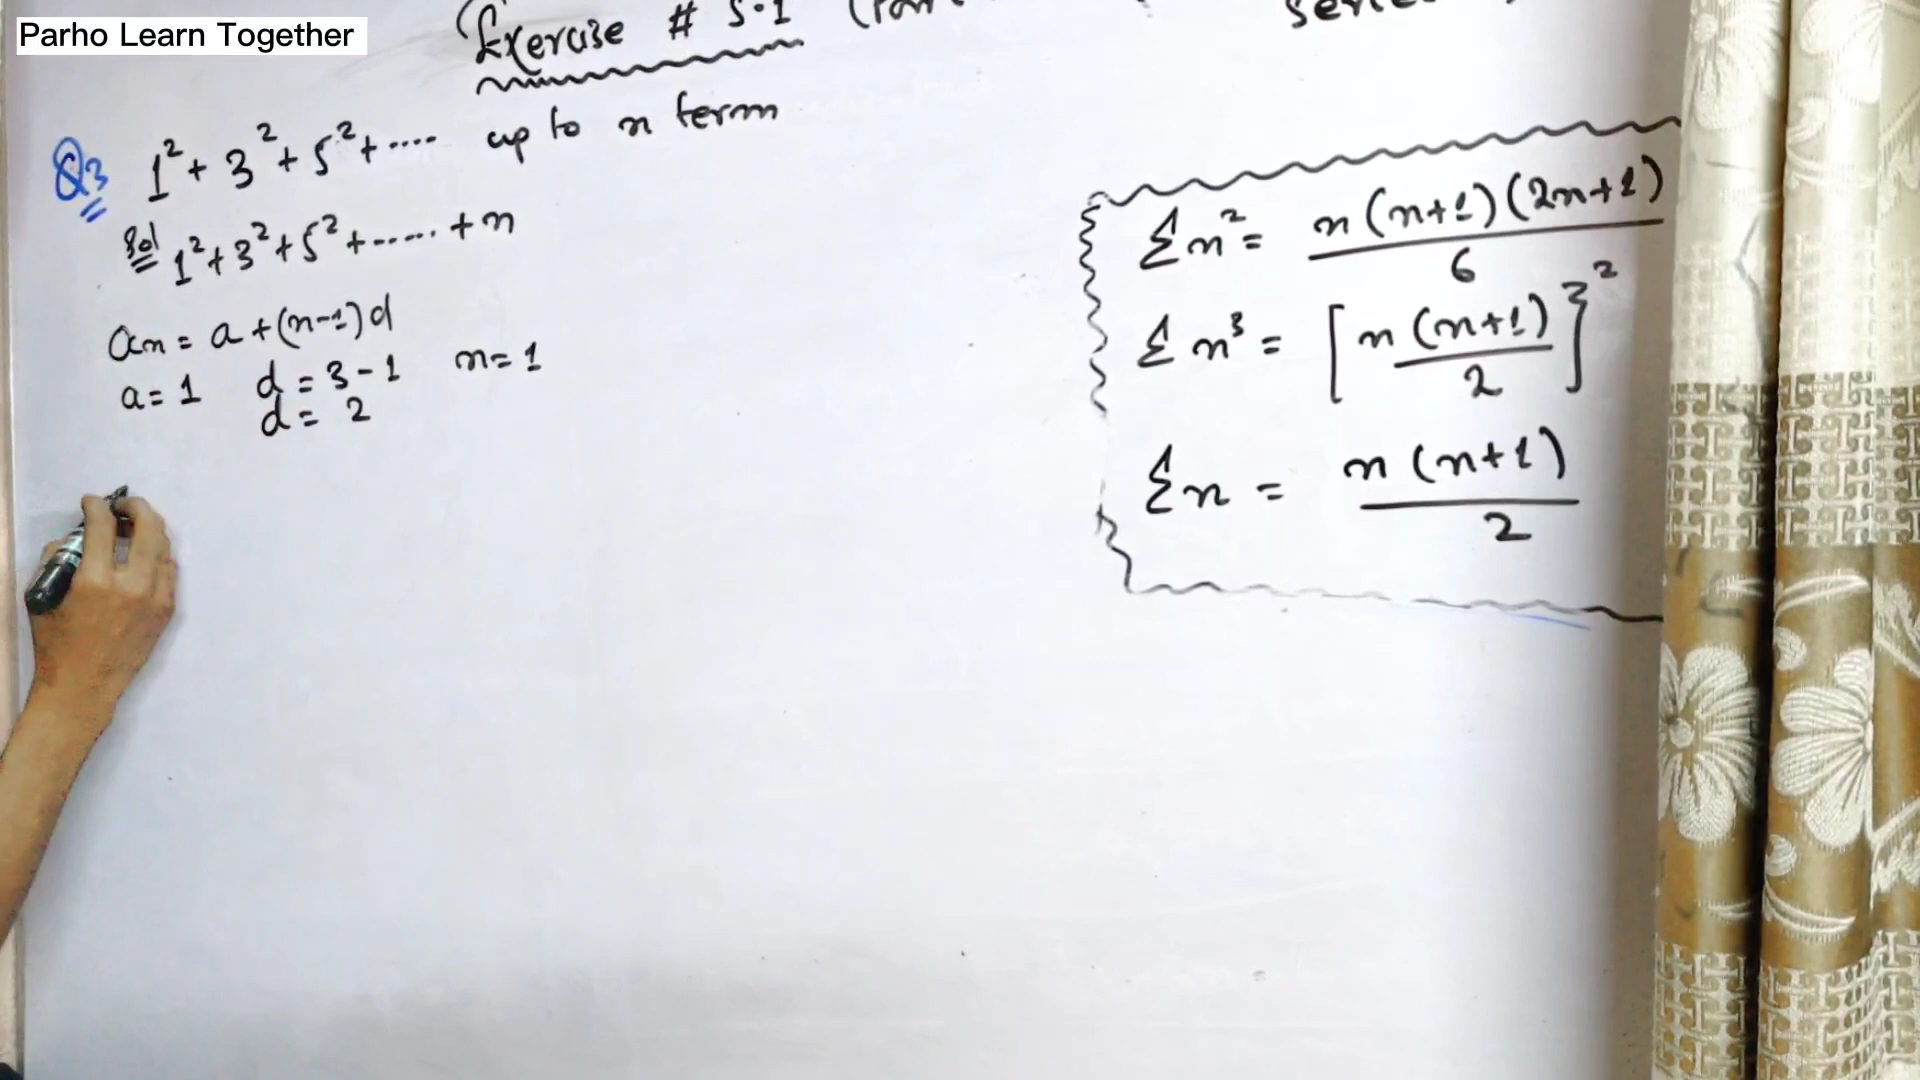 Parho Learn Together
Exercise # 5.1
Q3 1² + 3² + 5² + .... up to n term
Sol 1² + 3² + 5² + ..... + n
an = a + (n-1)d
a = 1 d = 3 - 1 n = 1
d = 2
Σn² = n(n+1)(2n+1) / 6
Σn³ = [n(n+1) / 2}²
Σn = n(n+1) / 2